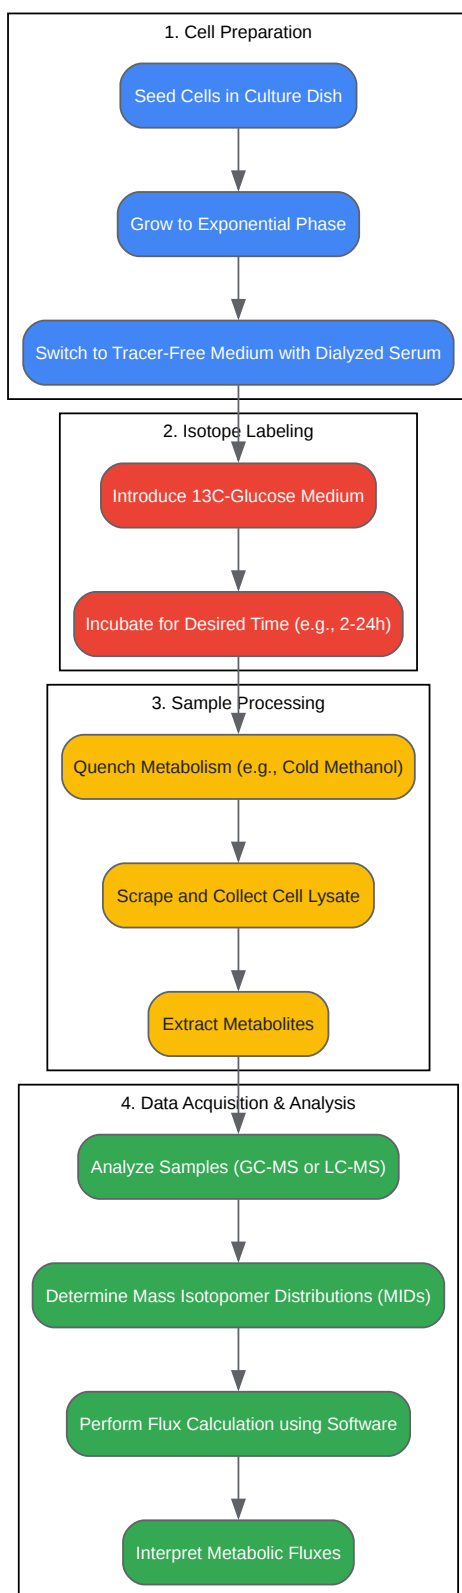 1. Cell Preparation
Seed Cells in Culture Dish
Grow to Exponential Phase
Switch to Tracer-Free Medium with Dialyzed Serum
2. Isotope Labeling
Introduce 13C-Glucose Medium
Incubate for Desired Time (e.g., 2-24h)
3. Sample Processing
Quench Metabolism (e.g., Cold Methanol)
Scrape and Collect Cell Lysate
Extract Metabolites
4. Data Acquisition & Analysis
Analyze Samples (GC-MS or LC-MS)
Determine Mass Isotopomer Distributions (MIDs)
Perform Flux Calculation using Software
Interpret Metabolic Fluxes